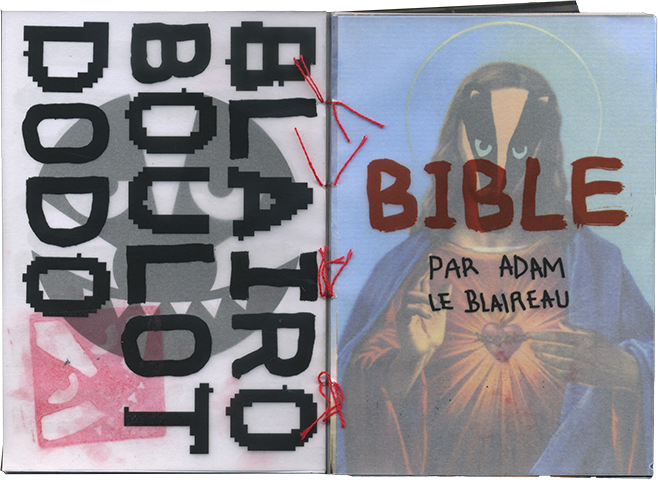 BLAIRO
BOULOT
DODO
BIBLE
PAR ADAM
LE BLAIREAU